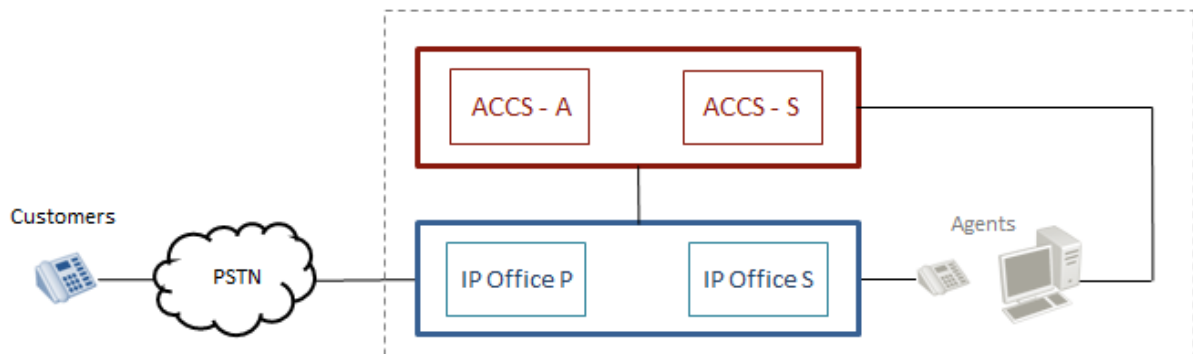 ACCS - A
ACCS - S
Customers
PSTN
IP Office P
IP Office S
Agents